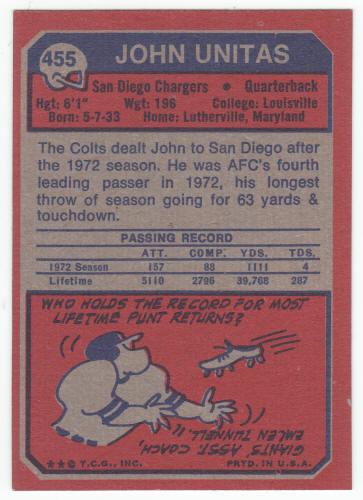 455
JOHN UNITAS
San Diego Chargers • Quarterback
Hgt: 6'1" Wgt: 196 College: Louisville
Born: 5-7-33 Home: Lutherville, Maryland
The Colts dealt John to San Diego after
the 1972 season. He was AFC's fourth
leading passer in 1972, his longest
throw of season going for 63 yards &
touchdown.
PASSING RECORD
ATT. COMP. YDS. TDS.
1972 Season 157 88 1111 4
Lifetime 5110 2796 39,768 287
WHO HOLDS THE RECORD FOR MOST
LIFETIME PUNT RETURNS?
GIANTS' ASST. COACH,
EMLEN TUNNELL!!
★★© T.C.G., INC. PRTD. IN U.S.A.